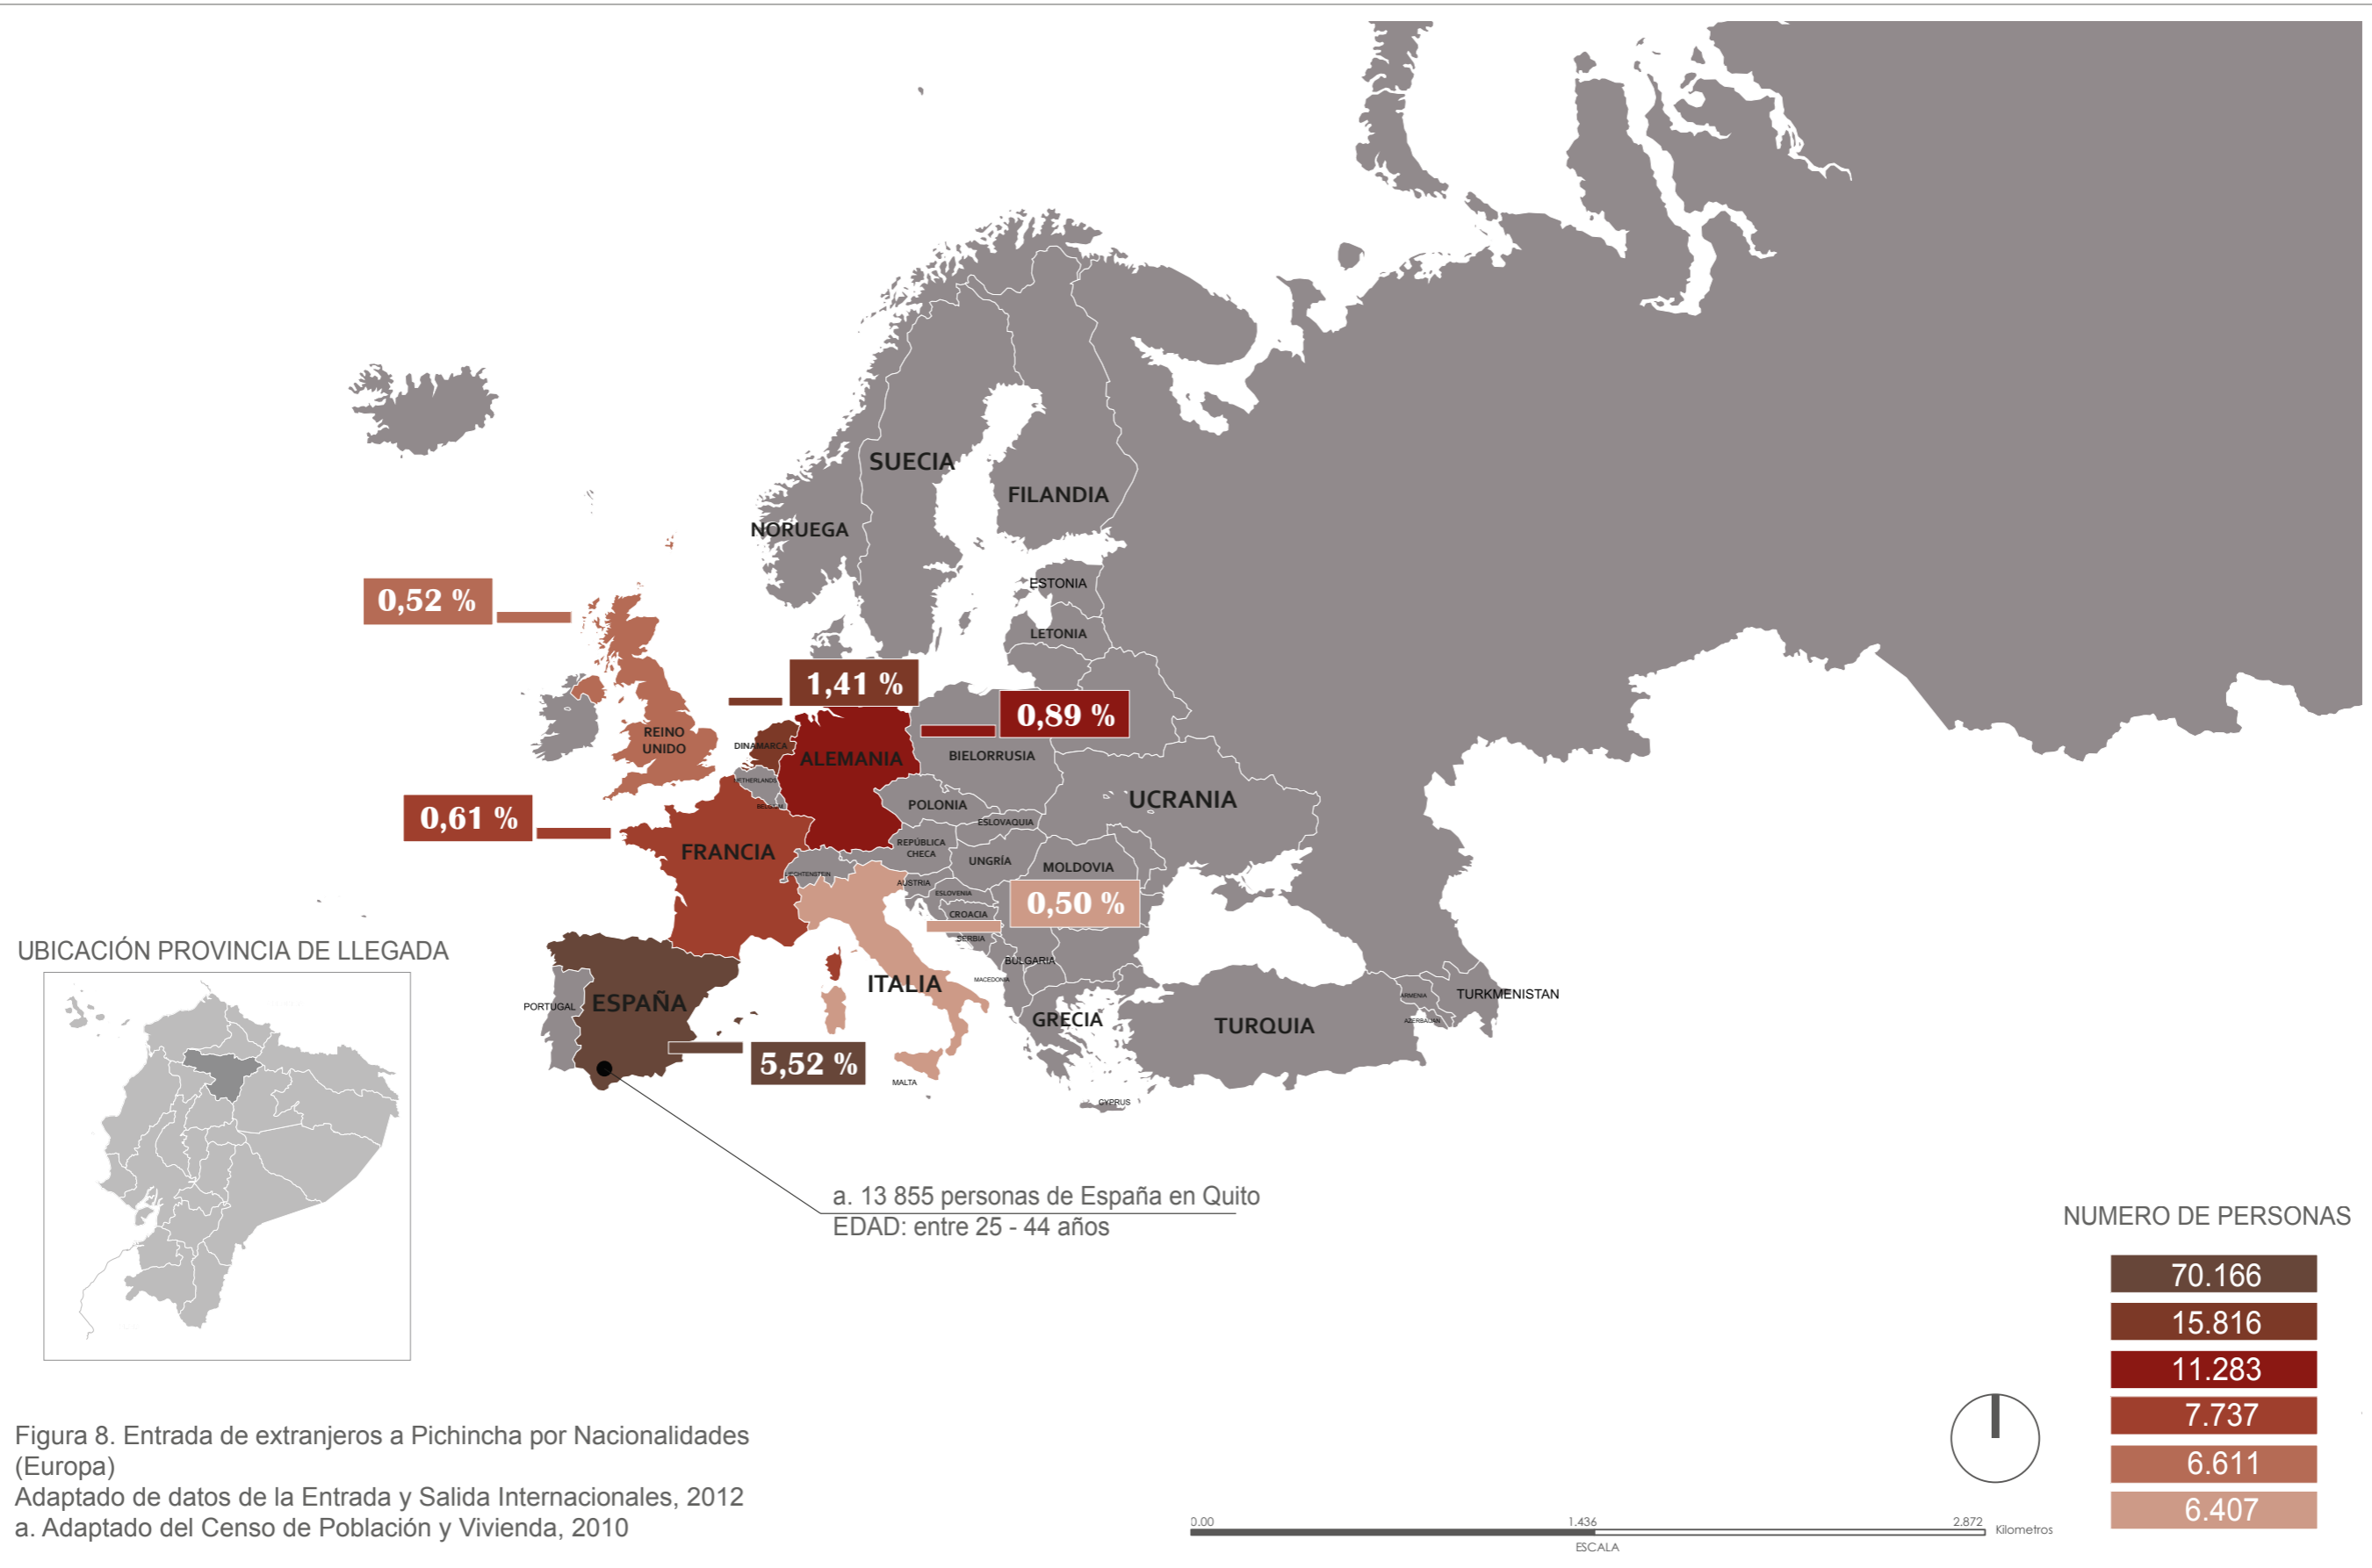 SUECIA
FILANDIA
NORUEGA
ESTONIA
0,52 %
LETONIA
1,41 %
0,89 %
REINO
UNIDO
DINAMARCA
ALEMANIA
BIELORRUSIA
UCRANIA
POLONIA
0,61 %
ESLOVAQUIA
FRANCIA
REPÚBLICA
CHECA
UNGRÍA
MOLDOVIA
AUSTRIA
ESLOVENIA
0,50 %
CROACIA
SERBIA
BULGARIA
UBICACIÓN PROVINCIA DE LLEGADA
MACEDONIA
ITALIA
PORTUGAL
ESPAÑA
ARMENIA
TURKMENISTAN
GRECIA
TURQUIA
AZERBAIJAN
5,52 %
MALTA
CYPRUS
a. 13 855 personas de España en Quito
EDAD: entre 25 - 44 años
NUMERO DE PERSONAS
70.166
15.816
11.283
7.737
6.611
6.407
Figura 8. Entrada de extranjeros a Pichincha por Nacionalidades
(Europa)
Adaptado de datos de la Entrada y Salida Internacionales, 2012
a. Adaptado del Censo de Población y Vivienda, 2010
0.00 1.436 2.872 Kilometros
ESCALA